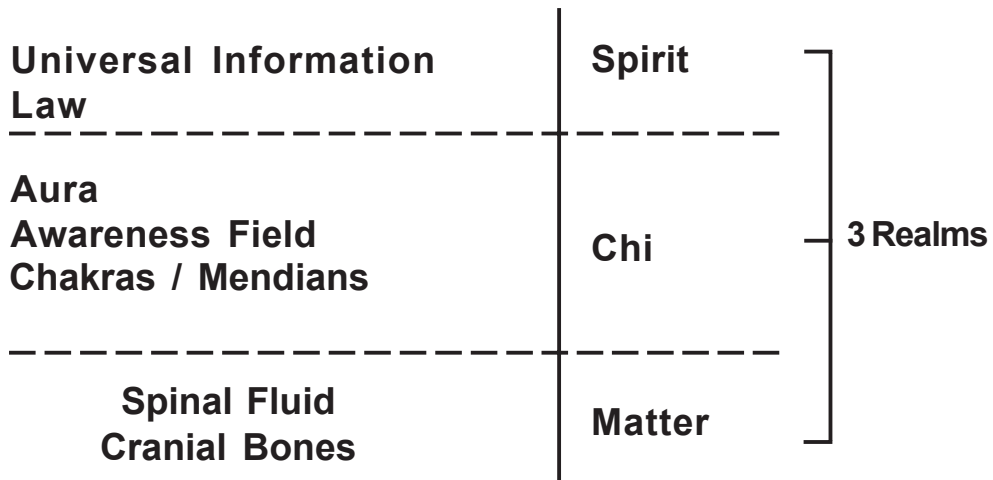 Universal Information
Law
Spirit
Aura
Awareness Field
Chakras / Mendians
Chi
3 Realms
Spinal Fluid
Cranial Bones
Matter